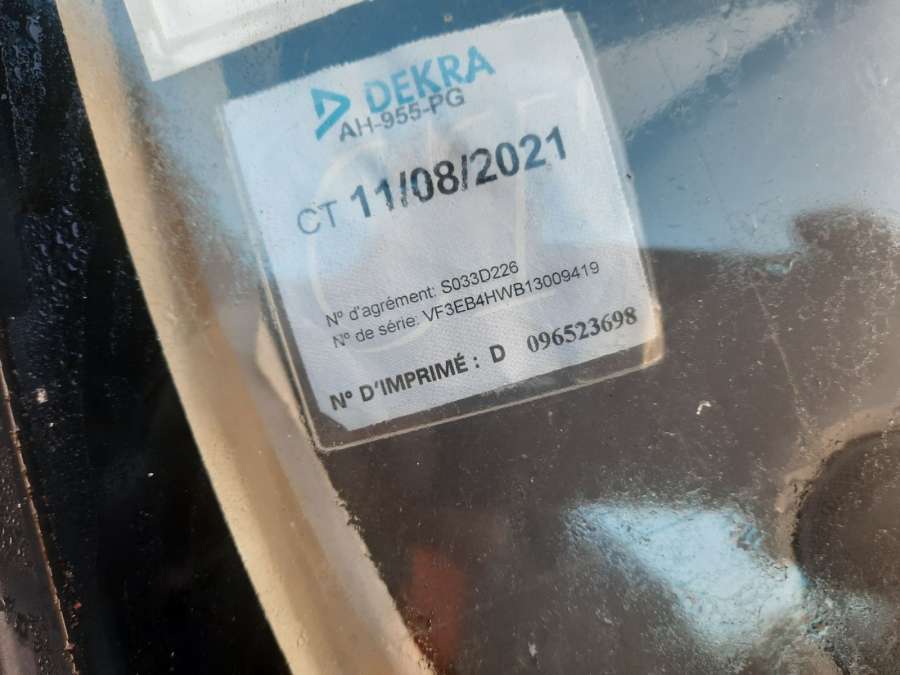 DEKRA
AH-955-PG
CT 11/08/2021
N° d'agrément: S033D226
N° de série: VF3EB4HWB13009419
N° D'IMPRIMÉ : D 096523698